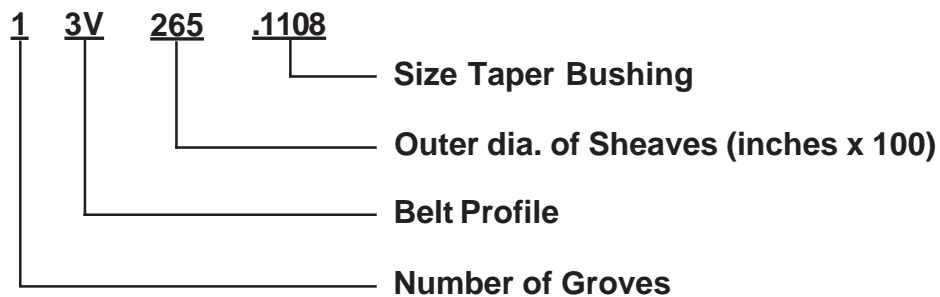 1 3V 265 .1108
Size Taper Bushing
Outer dia. of Sheaves (inches x 100)
Belt Profile
Number of Groves